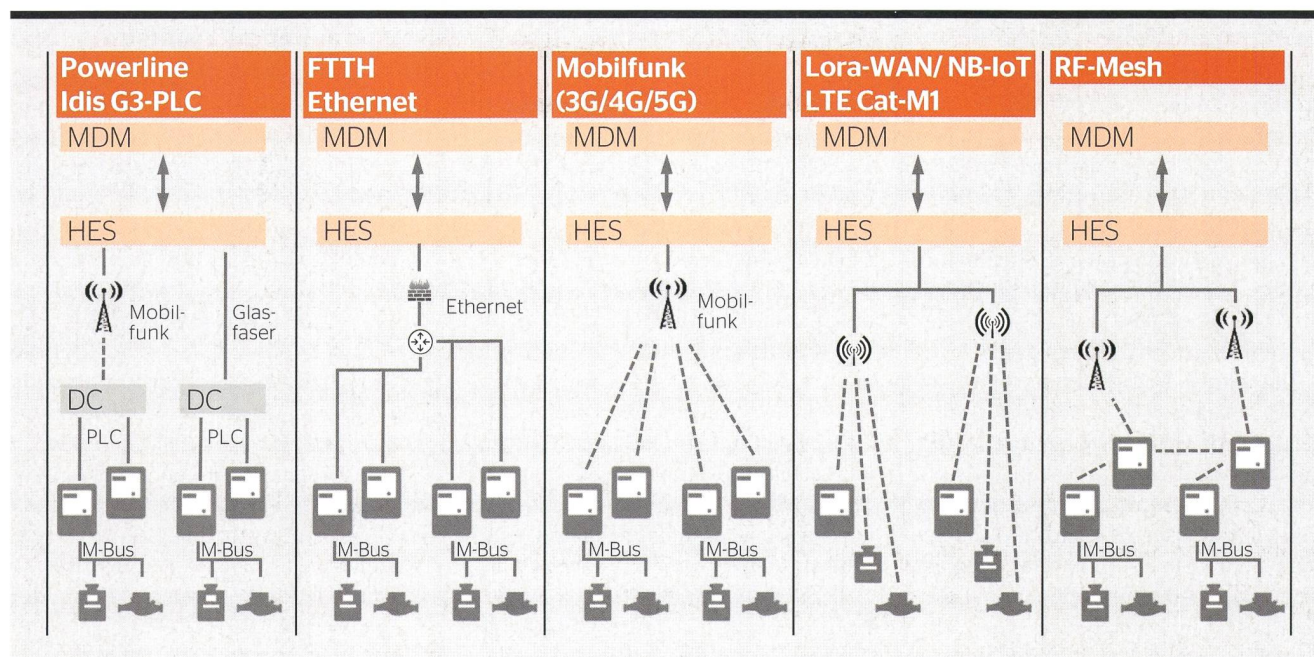 Powerline
Idis G3-PLC
MDM
HES
Mobil-
funk
Glas-
faser
DC
DC
PLC
PLC
M-Bus
M-Bus
FTTH
Ethernet
MDM
HES
Ethernet
M-Bus
M-Bus
Mobilfunk
(3G/4G/5G)
MDM
HES
Mobil-
funk
M-Bus
M-Bus
Lora-WAN/ NB-IoT
LTE Cat-M1
MDM
HES
RF-Mesh
MDM
HES
M-Bus
M-Bus